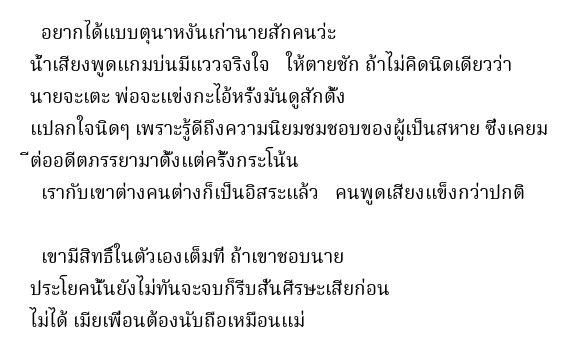 อยากได้แบบตุนาหงันเก่านายสักคนว่ะ
น้ำเสียงพูดแกมบ่นมีแววจริงใจ   ให้ตายซัก ถ้าไม่คิดนิดเดียวว่า
นายจะเตะ พ่อจะแข่งกะไอ้หรั่งมันดูสักตั้ง
แปลกใจนิดๆ เพราะรู้ดีถึงความนิยมชมชอบของผู้เป็นสหาย ซึ่งเคยม
ีต่ออดีตภรรยามาตั้งแต่ครั้งกระโน้น
เรากับเขาต่างคนต่างก็เป็นอิสระแล้ว   คนพูดเสียงแข็งกว่าปกติ
เขามีสิทธิ์ในตัวเองเต็มที่ ถ้าเขาชอบนาย
ประโยคนั้นยังไม่ทันจะจบก็รีบสั่นศีรษะเสียก่อน
ไม่ได้ เมียเพื่อนต้องนับถือเหมือนแม่